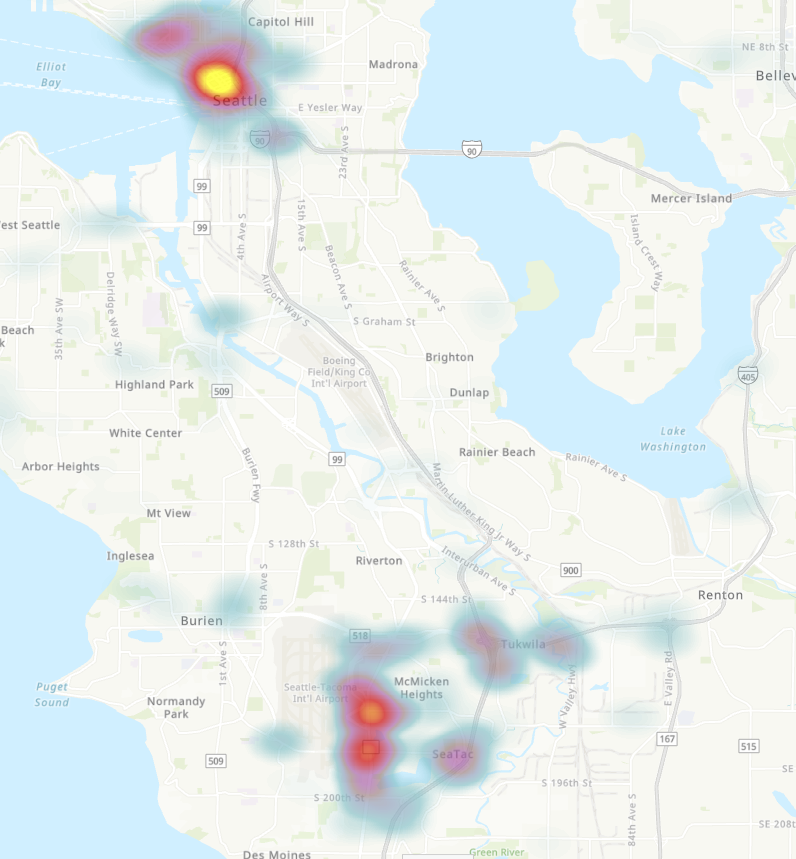 Capitol Hill
NE 8th St
Elliot
Bay
Madrona
Bellev
Seattle
E Yesler Way
90
90
23rd Ave S
99
Mercer Island
est Seattle
99
4th Ave S
15th Ave S
Beacon Ave S
Rainier Ave S
Island Crest Way
Airport Way S
35th Ave SW
Delridge Way SW
S Graham St
Beach
k
Boeing
Field/King Co
Int'l Airport
Brighton
405
Highland Park
509
Dunlap
White Center
Lake
Washington
Rainier Beach
99
Arbor Heights
Burien Fwy
Rainier Ave S
Martin Luther King Jr Way S
Mt View
S 128th St
Inglesea
Riverton
Interurban Ave S
900
8th Ave S
S 144th St
Renton
Burien
518
Tukwila
1st Ave S
Puget
Sound
Seattle-Tacoma
Int'l Airport
McMicken
Heights
W Valley Hwy
E Valley Rd
Normandy
Park
167
515
509
SeaTac
SE
S 196th St
S 200th St
84th Ave S
SE 208t
Des Moines
Green River